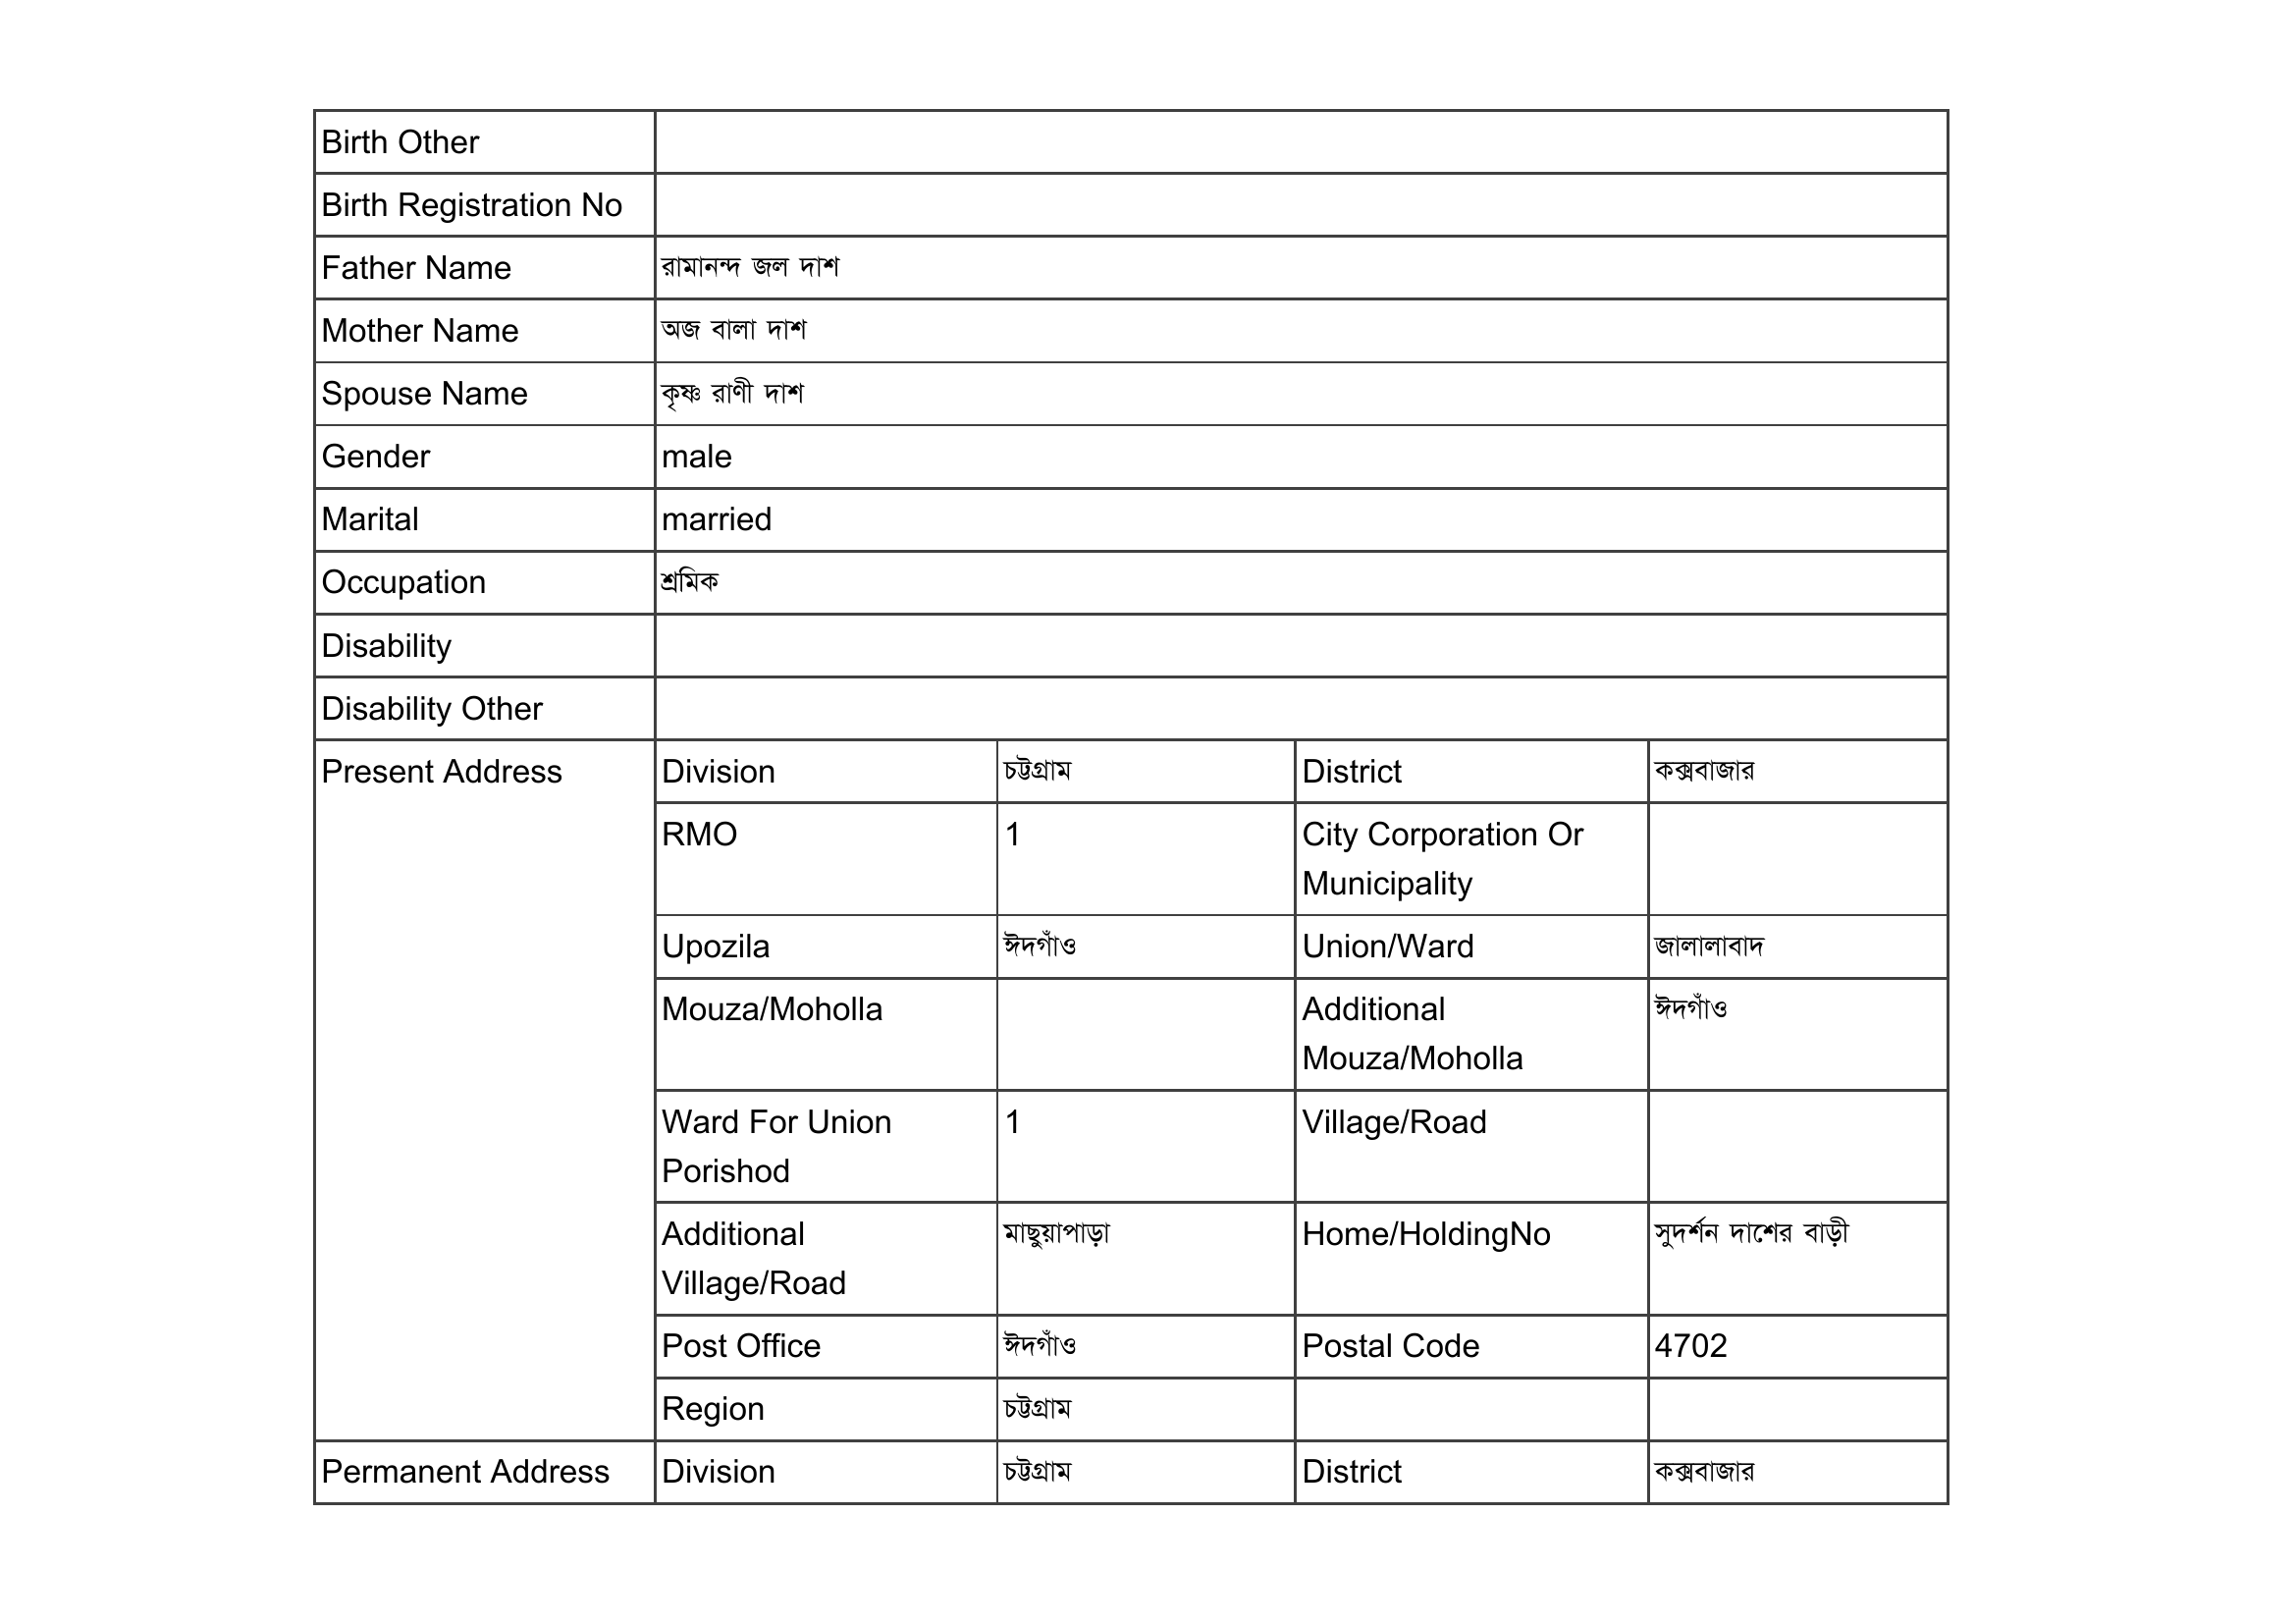 Birth Other
Birth Registration No
Father Name রামানন্দ জল দাশ
Mother Name অজ বালা দাশ
Spouse Name কৃষ্ণ রাণী দাশ
Gender male
Marital married
Occupation শ্রমিক
Disability
Disability Other
Present Address Division চট্টগ্রাম District কক্সবাজার
RMO 1 City Corporation Or
Municipality
Upozila ঈদগাঁও Union/Ward জালালাবাদ
Mouza/Moholla Additional ঈদগাঁও
Mouza/Moholla
Ward For Union 1 Village/Road
Porishod
Additional মাছুয়াপাড়া Home/HoldingNo সুদর্শন দাশের বাড়ী
Village/Road
Post Office ঈদগাঁও Postal Code 4702
Region চট্টগ্রাম
Permanent Address Division চট্টগ্রাম District কক্সবাজার